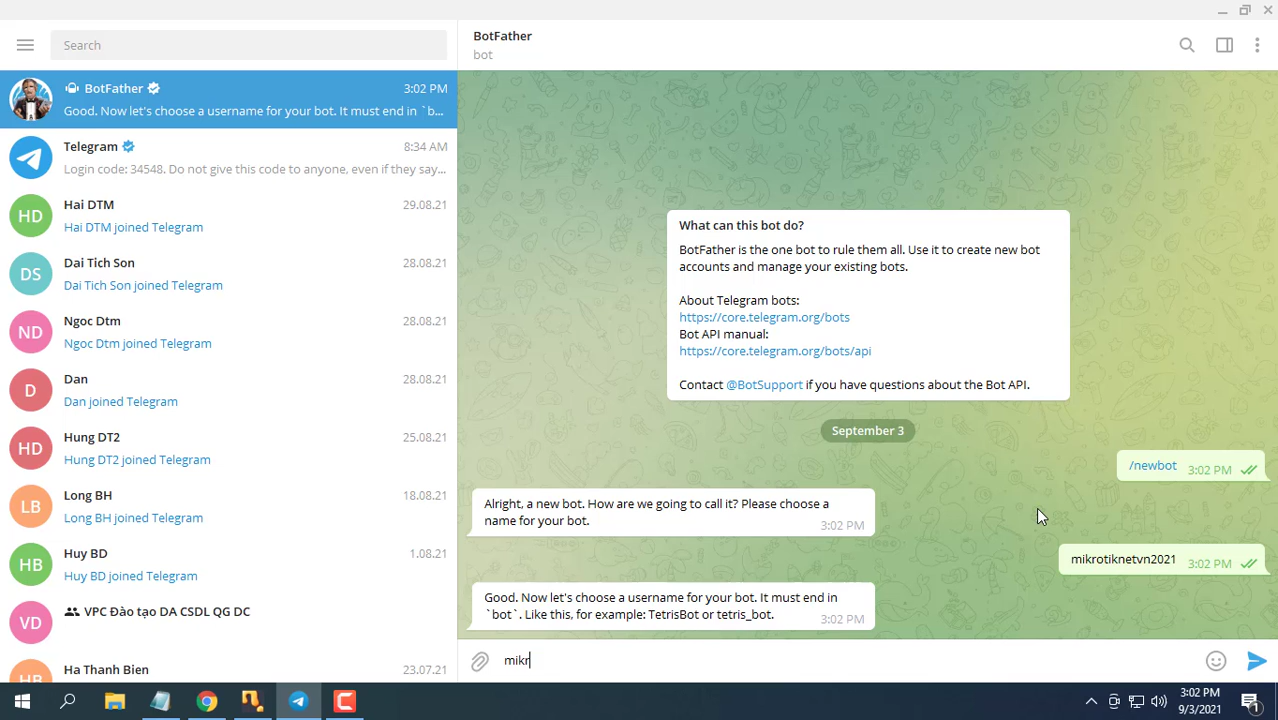 Search
BotFather
3:02 PM
Good. Now let's choose a username for your bot. It must end in `b...
Telegram
8:34 AM
Login code: 34548. Do not give this code to anyone, even if they say...
HD
Hai DTM
29.08.21
Hai DTM joined Telegram
DS
Dai Tich Son
28.08.21
Dai Tich Son joined Telegram
ND
Ngoc Dtm
28.08.21
Ngoc Dtm joined Telegram
D
Dan
28.08.21
Dan joined Telegram
HD
Hung DT2
25.08.21
Hung DT2 joined Telegram
LB
Long BH
18.08.21
Long BH joined Telegram
HB
Huy BD
1.08.21
Huy BD joined Telegram
VD
VPC Đào tạo DA CSDL QG DC
HB
Ha Thanh Bien
23.07.21
BotFather
bot
What can this bot do?
BotFather is the one bot to rule them all. Use it to create new bot
accounts and manage your existing bots.
About Telegram bots:
https://core.telegram.org/bots
Bot API manual:
https://core.telegram.org/bots/api
Contact @BotSupport if you have questions about the Bot API.
September 3
/newbot 3:02 PM
Alright, a new bot. How are we going to call it? Please choose a
name for your bot.
3:02 PM
mikrotiknetvn2021 3:02 PM
Good. Now let's choose a username for your bot. It must end in
`bot`. Like this, for example: TetrisBot or tetris_bot.
3:02 PM
mikr
3:02 PM
9/3/2021
1